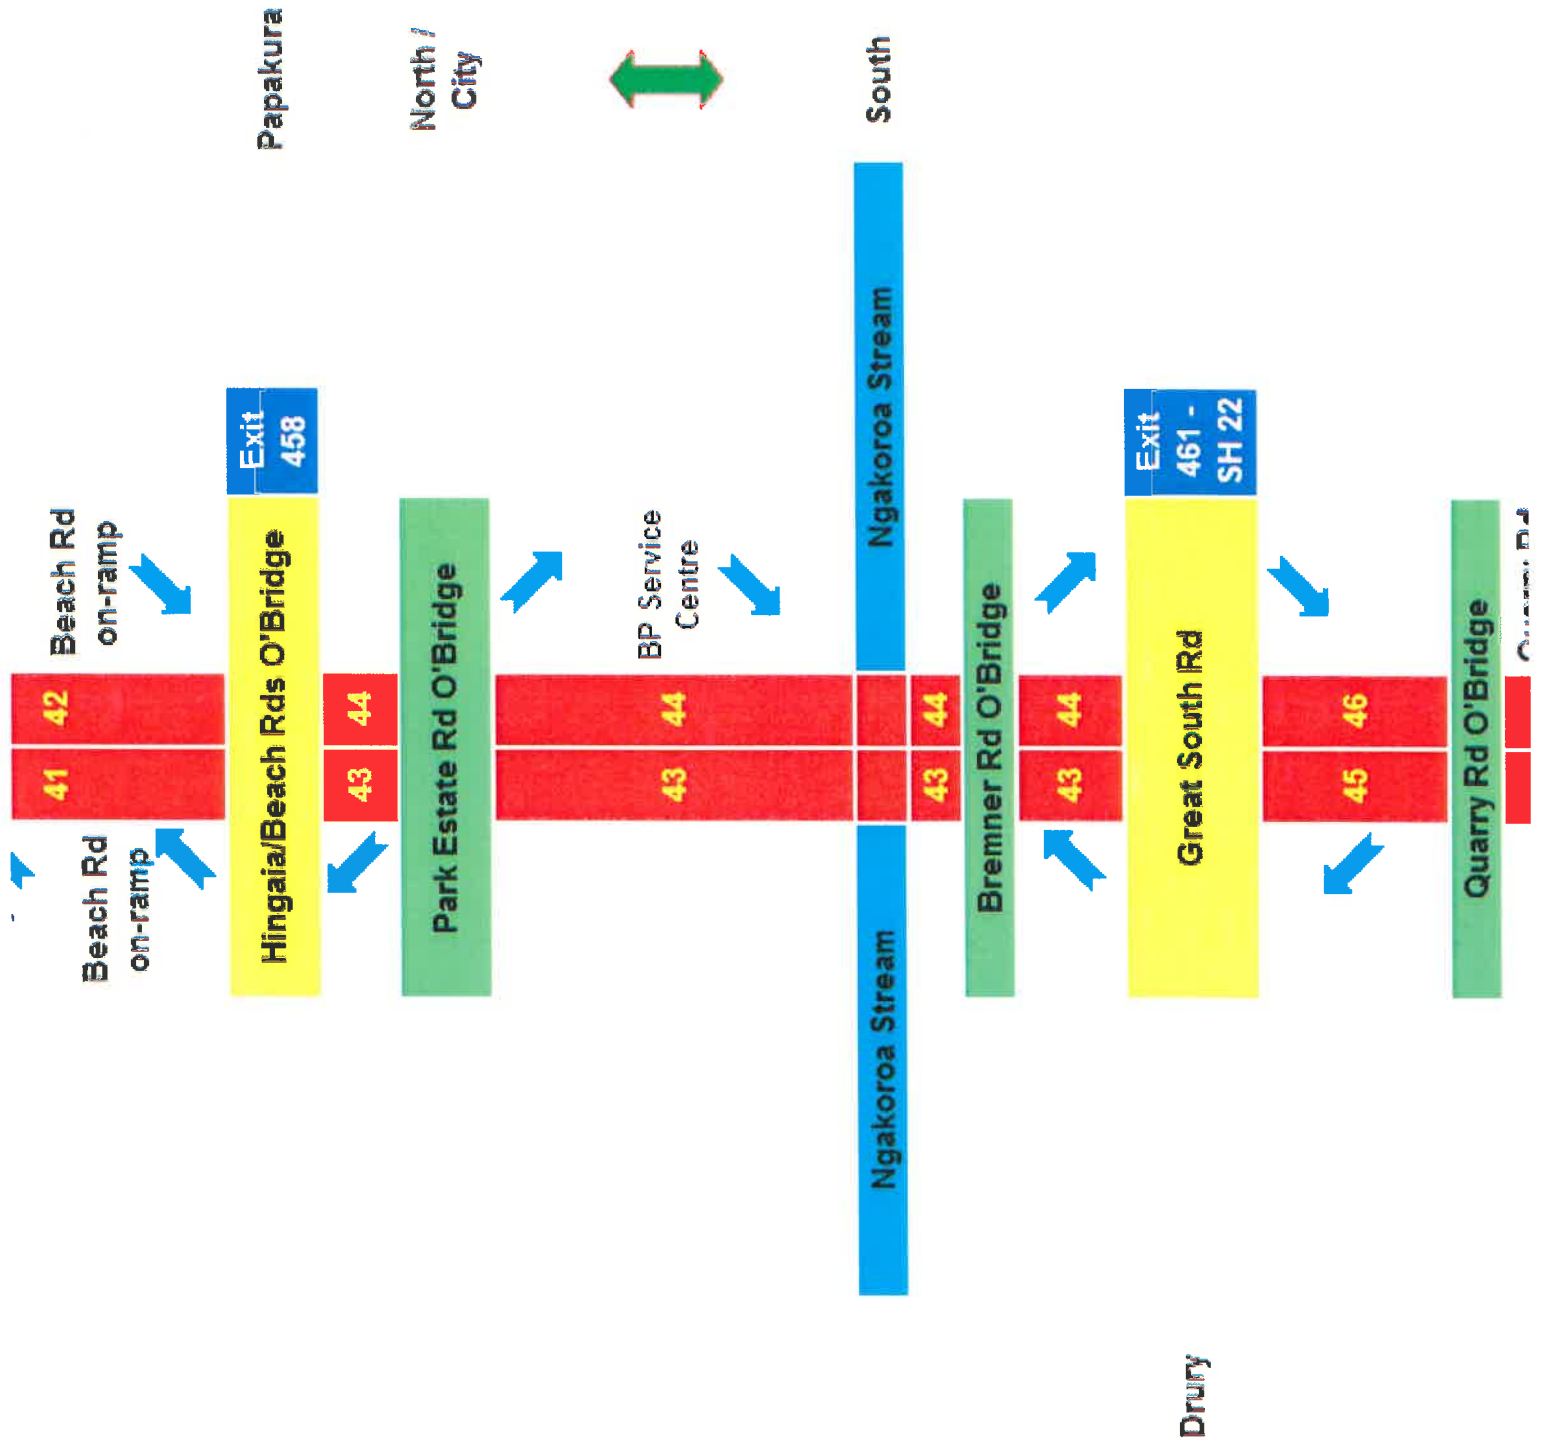 Papakura
North /
City
South
Beach Rd
on-ramp
42
41
Beach Rd
on-ramp
Exit
458
Hingaia/Beach Rds O'Bridge
44
43
Park Estate Rd O'Bridge
BP Service
Centre
44
43
Ngakoroa Stream
Ngakoroa Stream
44
43
Bremner Rd O'Bridge
44
43
Exit
461 -
SH 22
Great South Rd
Drury
46
45
Quarry Rd O'Bridge